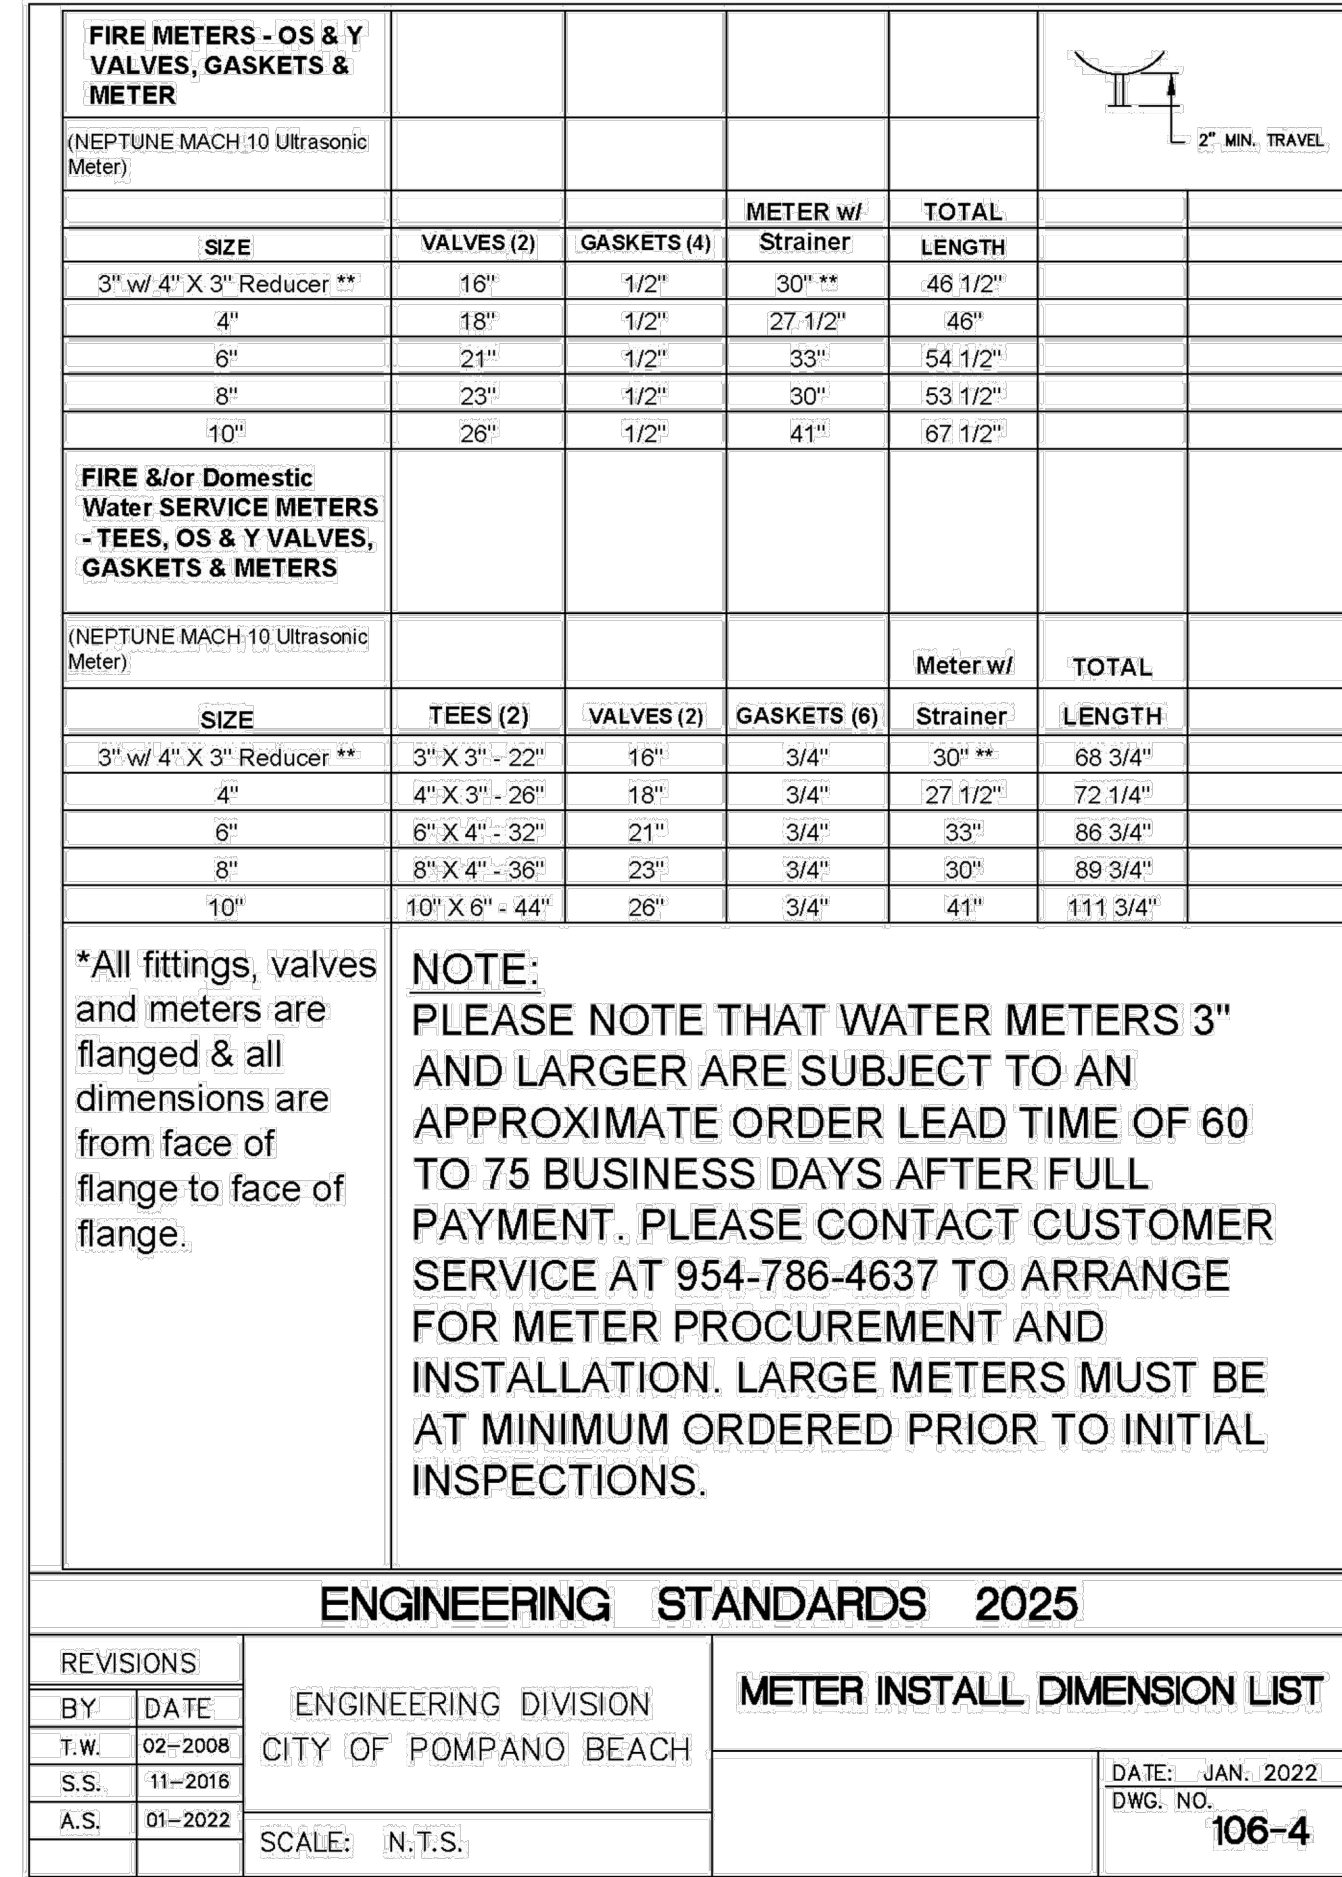 FIRE METERS - OS & Y
VALVES, GASKETS &
METER
2" MIN. TRAVEL
(NEPTUNE MACH 10 Ultrasonic
Meter)
METER w/ TOTAL
SIZE VALVES (2) GASKETS (4) Strainer LENGTH
3" w/ 4" X 3" Reducer ** 16" 1/2" 30" ** 46 1/2"
4" 18" 1/2" 27 1/2" 46"
6" 21" 1/2" 33" 54 1/2"
8" 23" 1/2" 30" 53 1/2"
10" 26" 1/2" 41" 67 1/2"
FIRE &/or Domestic
Water SERVICE METERS
- TEES, OS & Y VALVES,
GASKETS & METERS
(NEPTUNE MACH 10 Ultrasonic
Meter) Meter w/ TOTAL
SIZE TEES (2) VALVES (2) GASKETS (6) Strainer LENGTH
3" w/ 4" X 3" Reducer ** 3" X 3" - 22" 16" 3/4" 30" ** 68 3/4"
4" 4" X 3" - 26" 18" 3/4" 27 1/2" 72 1/4"
6" 6" X 4" - 32" 21" 3/4" 33" 86 3/4"
8" 8" X 4" - 36" 23" 3/4" 30" 89 3/4"
10" 10" X 6" - 44" 26" 3/4" 41" 111 3/4"
*All fittings, valves
and meters are
flanged & all
dimensions are
from face of
flange to face of
flange.
NOTE:
PLEASE NOTE THAT WATER METERS 3"
AND LARGER ARE SUBJECT TO AN
APPROXIMATE ORDER LEAD TIME OF 60
TO 75 BUSINESS DAYS AFTER FULL
PAYMENT. PLEASE CONTACT CUSTOMER
SERVICE AT 954-786-4637 TO ARRANGE
FOR METER PROCUREMENT AND
INSTALLATION. LARGE METERS MUST BE
AT MINIMUM ORDERED PRIOR TO INITIAL
INSPECTIONS.
ENGINEERING STANDARDS 2025
REVISIONS
BY DATE
T.W. 02-2008
S.S. 11-2016
A.S. 01-2022
ENGINEERING DIVISION
CITY OF POMPANO BEACH
SCALE: N.T.S.
METER INSTALL DIMENSION LIST
DATE: JAN. 2022
DWG. NO.
106-4